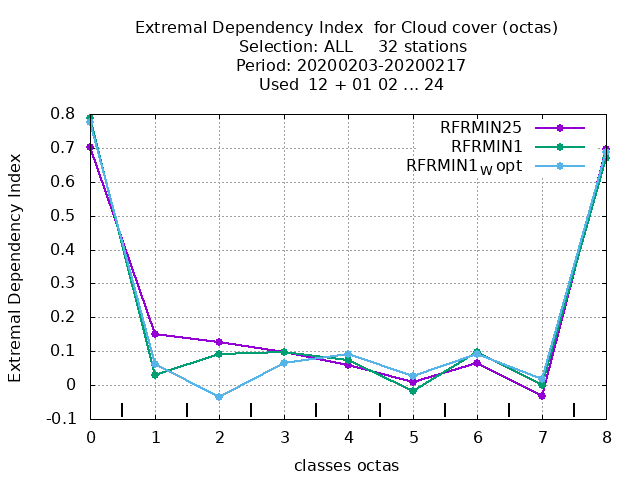 Extremal Dependency Index  for Cloud cover (octas)
Selection: ALL     32 stations
Period: 20200203-20200217
Used  12 + 01 02 ... 24
Extremal Dependency Index
0.8
0.7
0.6
0.5
0.4
0.3
0.2
0.1
0
-0.1
RFRMIN25
RFRMIN1
RFRMIN1W opt
0 1 2 3 4 5 6 7 8
classes octas